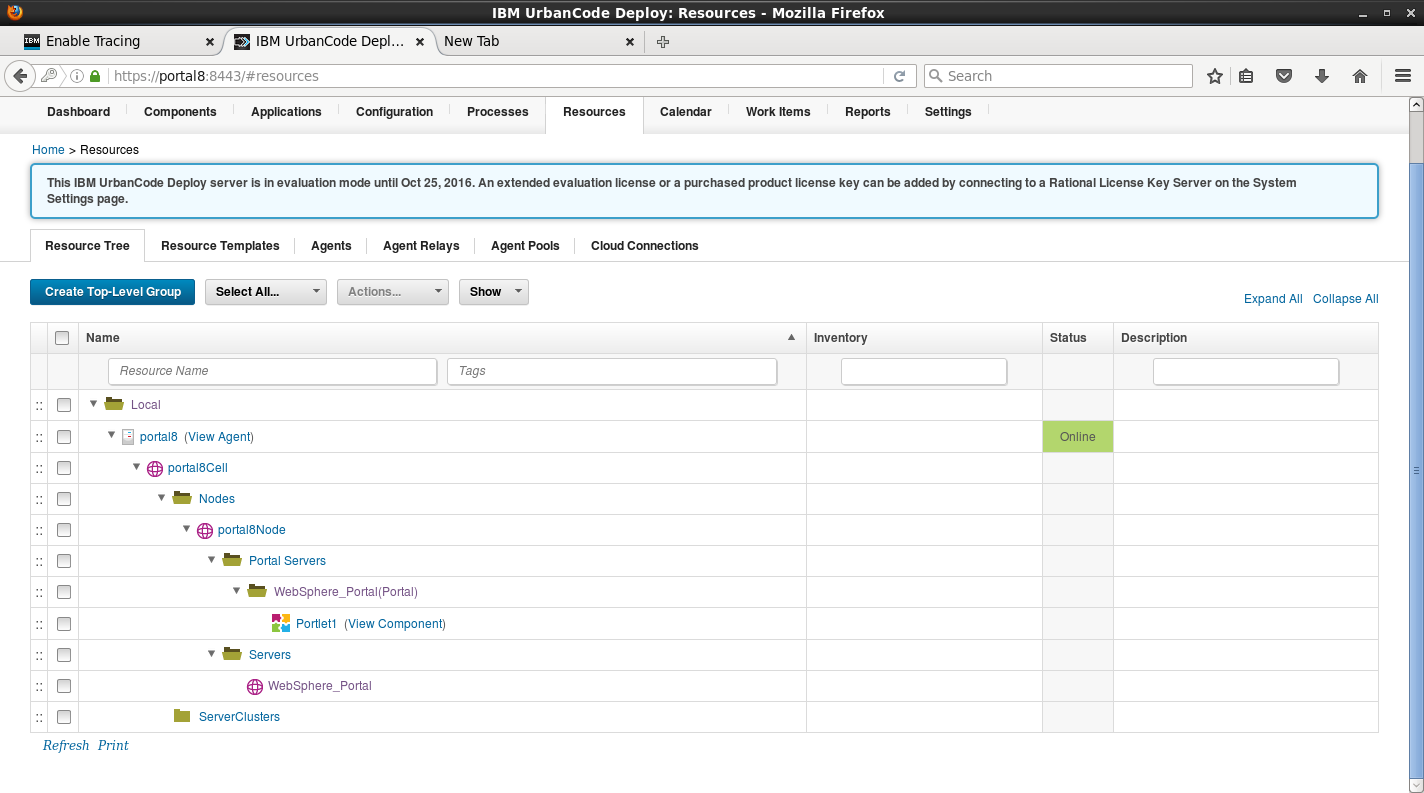 IBM UrbanCode Deploy: Resources - Mozilla Firefox
IBM Enable Tracing IBM UrbanCode Depl... New Tab
https://portal8:8443/#resources Search
Dashboard Components Applications Configuration Processes Resources Calendar Work Items Reports Settings
Home > Resources
This IBM UrbanCode Deploy server is in evaluation mode until Oct 25, 2016. An extended evaluation license or a purchased product license key can be added by connecting to a Rational License Key Server on the System
Settings page.
Resource Tree Resource Templates Agents Agent Relays Agent Pools Cloud Connections
Create Top-Level Group Select All... Actions... Show
Expand All Collapse All
Name Inventory Status Description
Resource Name Tags
Local
portal8 (View Agent) Online
portal8Cell
Nodes
portal8Node
Portal Servers
WebSphere_Portal(Portal)
Portlet1 (View Component)
Servers
WebSphere_Portal
ServerClusters
Refresh Print